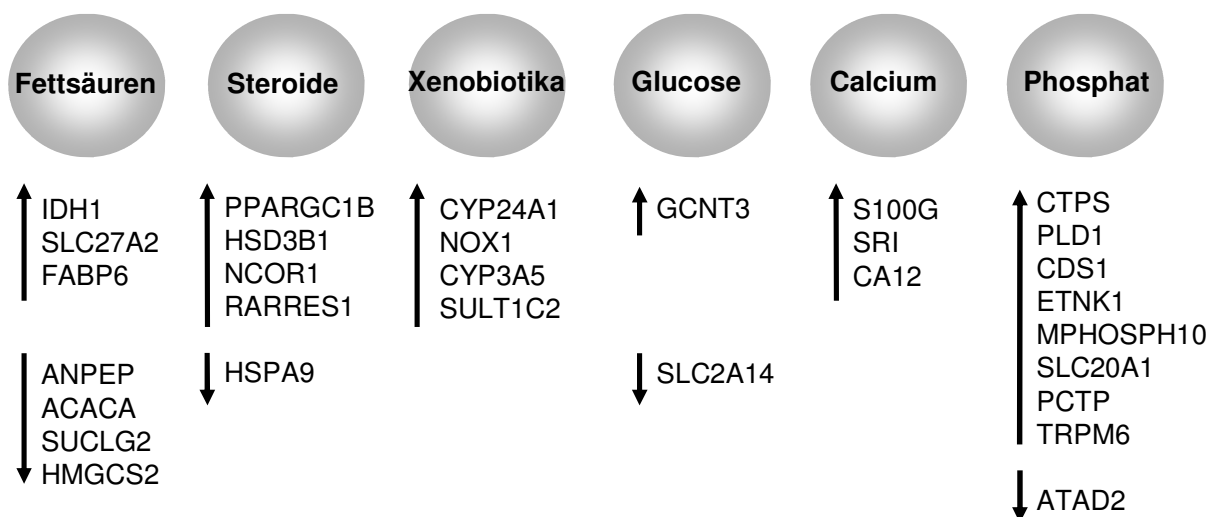 Fettsäuren
Steroide
Xenobiotika
Glucose
Calcium
Phosphat
IDH1
SLC27A2
FABP6
ANPEP
ACACA
SUCLG2
HMGCS2
PPARGC1B
HSD3B1
NCOR1
RARRES1
HSPA9
CYP24A1
NOX1
CYP3A5
SULT1C2
GCNT3
SLC2A14
S100G
SRI
CA12
CTPS
PLD1
CDS1
ETNK1
MPHOSPH10
SLC20A1
PCTP
TRPM6
ATAD2